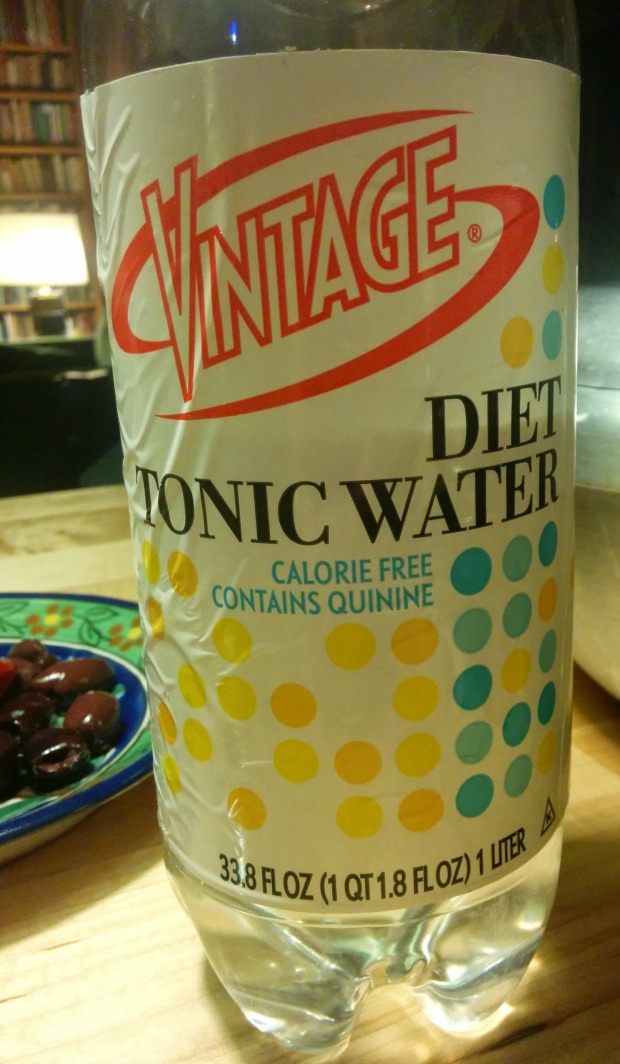 VINTAGE®
DIET
TONIC WATER
CALORIE FREE
CONTAINS QUININE
33.8 FL OZ (1 QT 1.8 FL OZ) 1 LITER
K